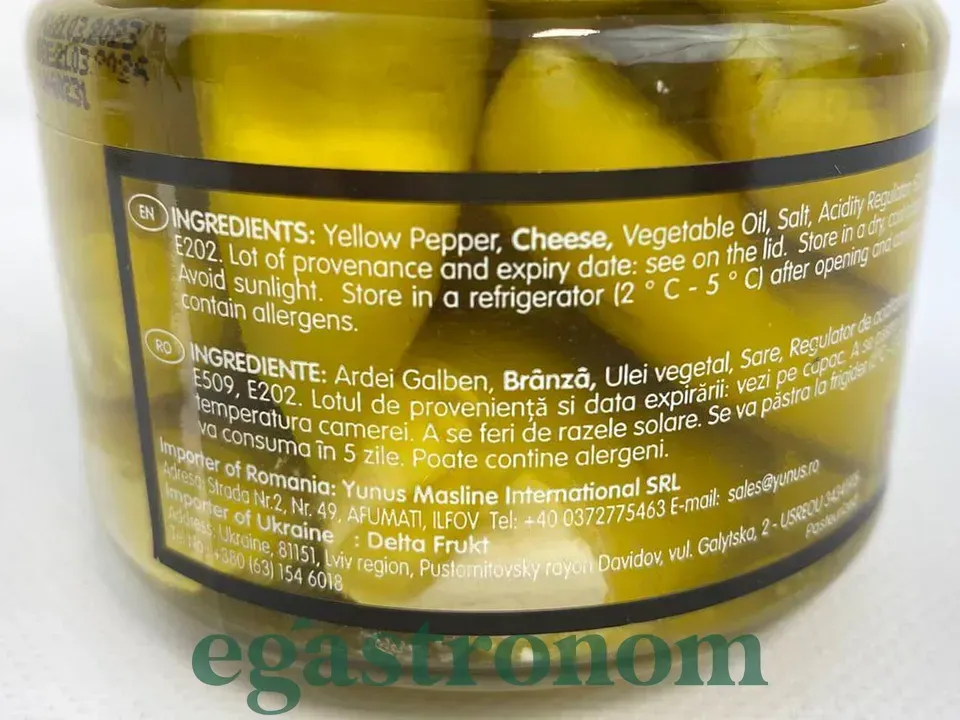 .03.2023
EN INGREDIENTS: Yellow Pepper, Cheese, Vegetable Oil, Salt, Acidity Regulators
E202. Lot of provenance and expiry date: see on the lid. Store in a dry,
Avoid sunlight. Store in a refrigerator (2 ° C - 5 ° C) after opening and
contain allergens.
RO INGREDIENTE: Ardei Galben, Brânzã, Ulei vegetal, Sare, Regulator de
E509, E202. Lotul de proveniență si data expirării: vezi pe capac. A se
temperatura camerei. A se feri de razele solare. Se va păstra la frigider
va consuma în 5 zile. Poate contine alergeni.
Importer of Romania: Yunus Masline International SRL
Adresa: Strada Nr.2, Nr. 49, AFUMATI, ILFOV Tel: +40 0372775463 E-mail: sales@yunus.ro
Importer of Ukraine : Delta Frukt
Address: Ukraine, 81151, Lviv region, Pustomitovsky rayon Davidov, vul. Galytska, 2 - USREOU
+380 (63) 154 6018
egastronom